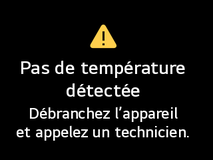 Pas de température
détectée
Débranchez l’appareil
et appelez un technicien.